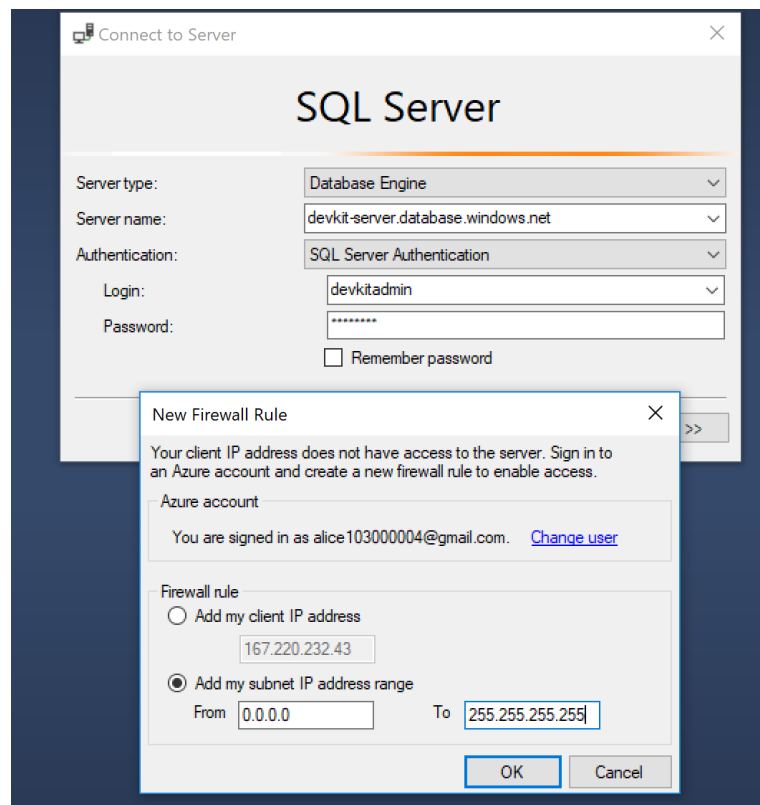 Connect to Server
SQL Server
Server type: Database Engine
Server name: devkit-server.database.windows.net
Authentication: SQL Server Authentication
Login: devkitadmin
Password: ********
Remember password
>>
New Firewall Rule
Your client IP address does not have access to the server. Sign in to
an Azure account and create a new firewall rule to enable access.
Azure account
You are signed in as alice103000004@gmail.com. Change user
Firewall rule
Add my client IP address
167.220.232.43
Add my subnet IP address range
From 0.0.0.0 To 255.255.255.255
OK Cancel